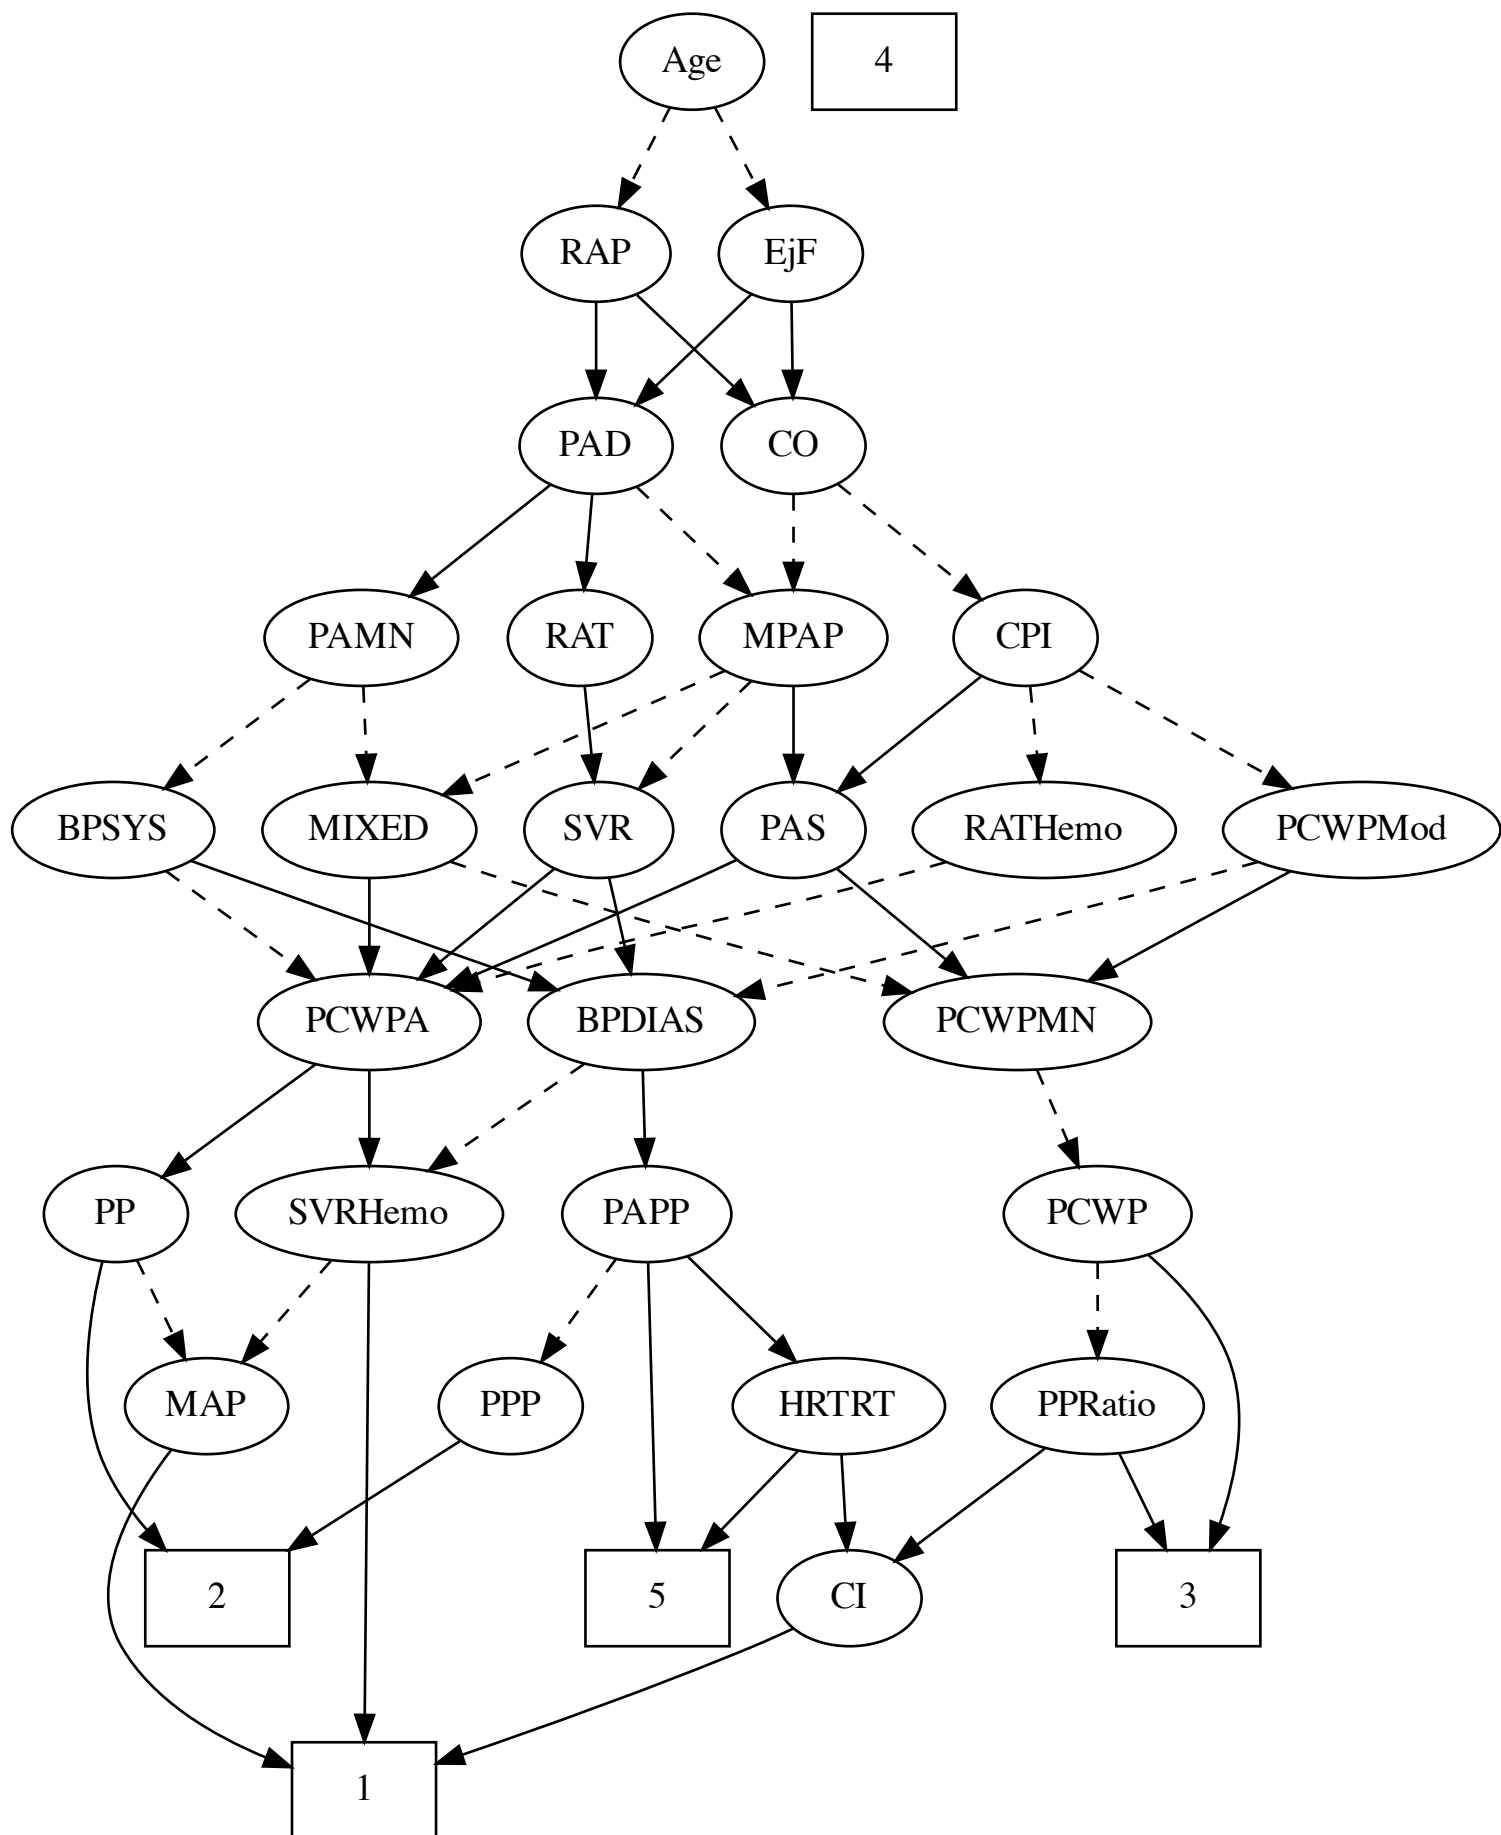 Age
4
RAP
EjF
PAD
CO
PAMN
RAT
MPAP
CPI
BPSYS
MIXED
SVR
PAS
RATHemo
PCWPMod
PCWPA
BPDIAS
PCWPMN
PP
SVRHemo
PAPP
PCWP
MAP
PPP
HRTRT
PPRatio
2
5
CI
3
1